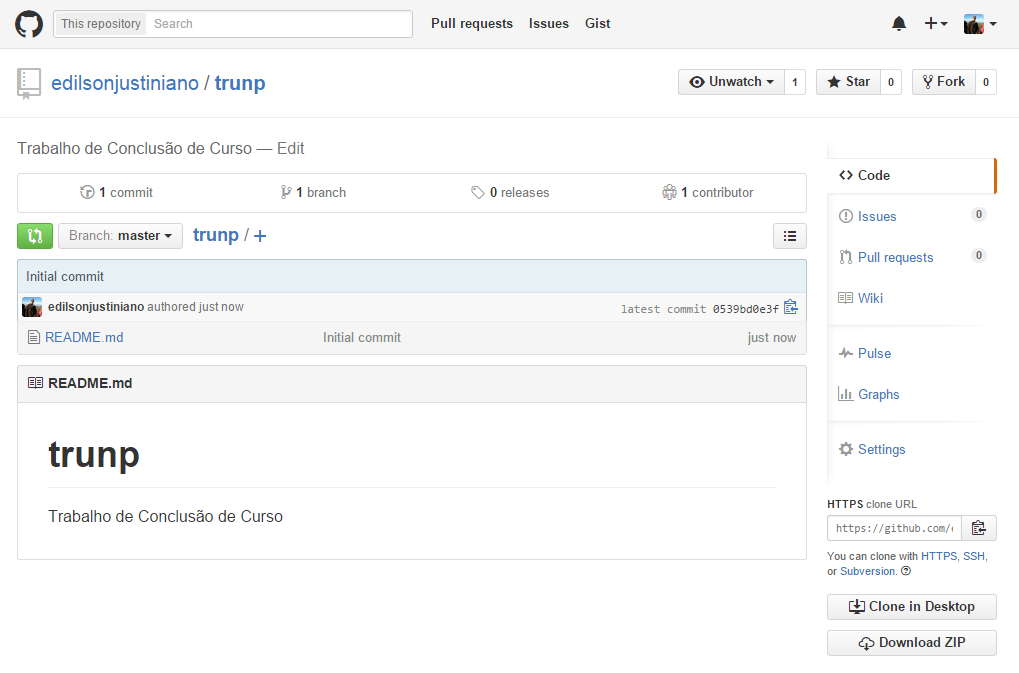 This repository Search Pull requests Issues Gist
edilsonjustiniano / trunp Unwatch 1 Star 0 Fork 0
Trabalho de Conclusão de Curso — Edit
1 commit 1 branch 0 releases 1 contributor
Branch: master trunp / +
Initial commit
edilsonjustiniano authored just now latest commit 0539bd0e3f
README.md Initial commit just now
README.md
trunp
Trabalho de Conclusão de Curso
Code
Issues 0
Pull requests 0
Wiki
Pulse
Graphs
Settings
HTTPS clone URL
https://github.com/
You can clone with HTTPS, SSH,
or Subversion.
Clone in Desktop
Download ZIP